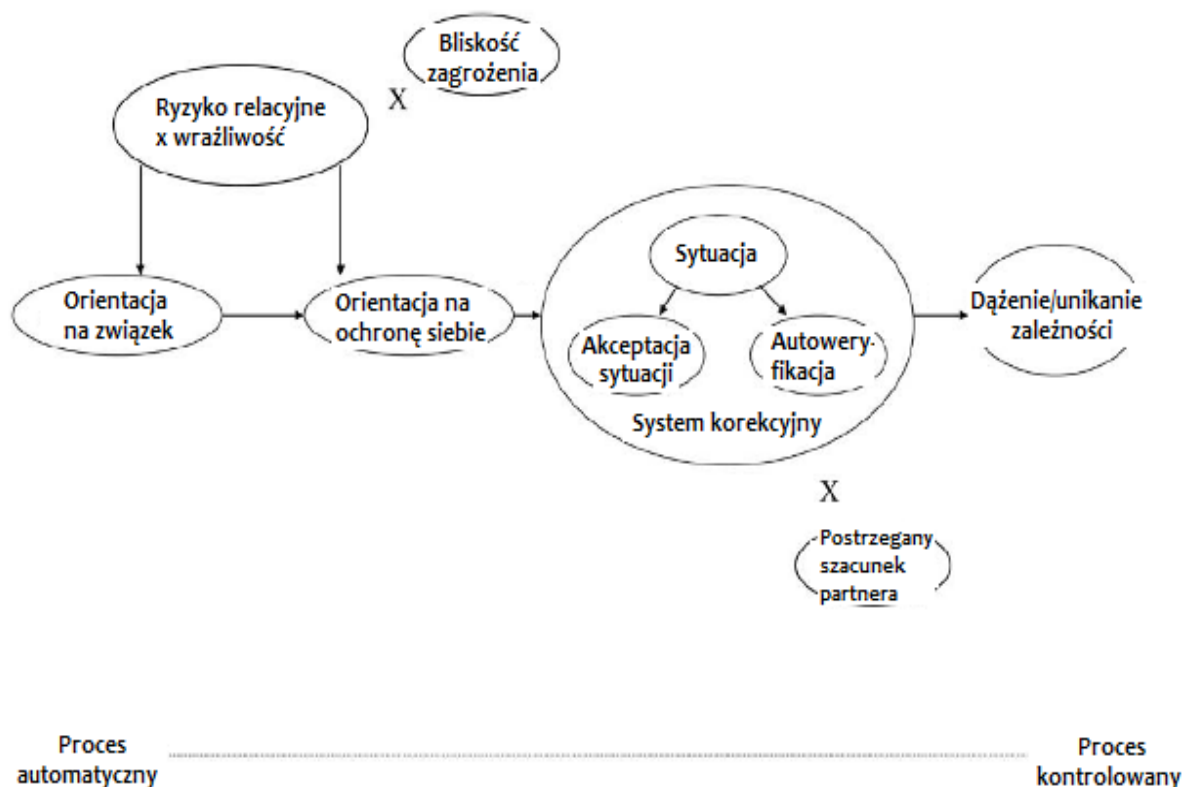 Bliskość
zagrożenia
X
Ryzyko relacyjne
x wrażliwość
Orientacja
na związek
Orientacja na
ochronę siebie
Sytuacja
Akceptacja
sytuacji
Autowery-
fikacja
System korekcyjny
Dążenie/unikanie
zależności
X
Postrzegany
szacunek
partnera
Proces
automatyczny
Proces
kontrolowany